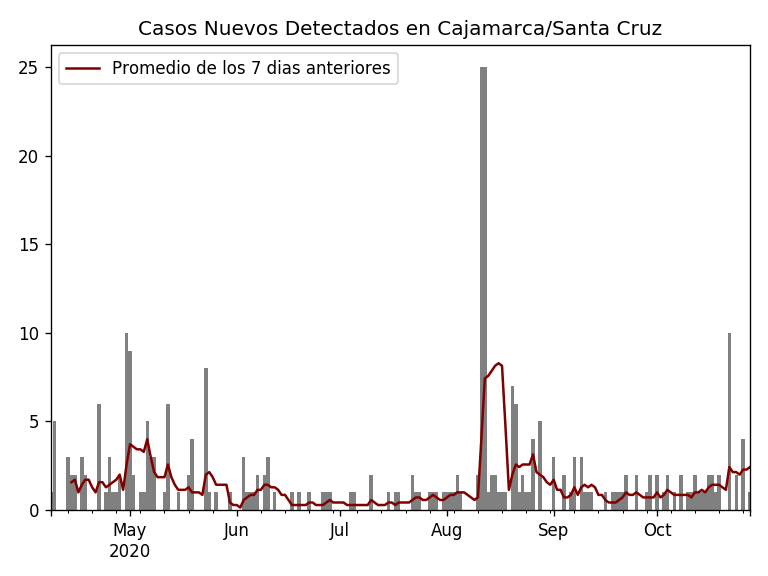 Casos Nuevos Detectados en Cajamarca/Santa Cruz
Promedio de los 7 dias anteriores
25
20
15
10
5
0
May Jun Jul Aug Sep Oct
2020